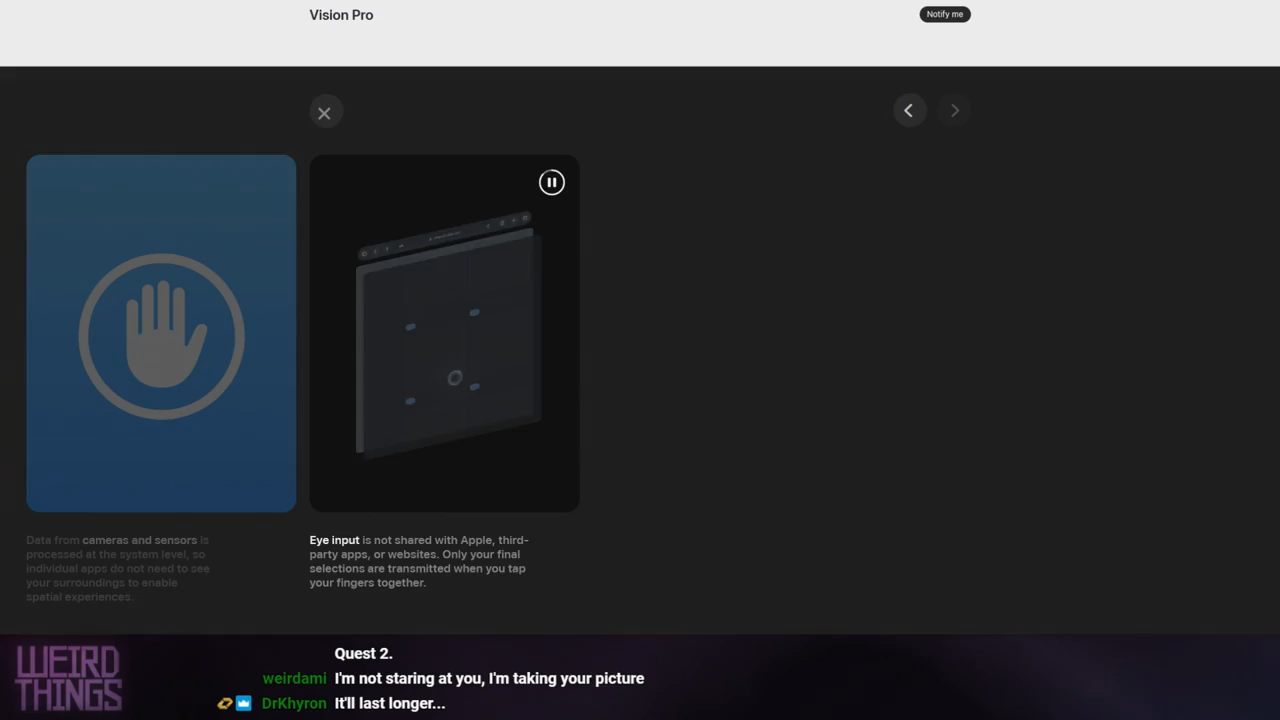 Vision Pro
Notify me
Data from cameras and sensors is
processed at the system level, so
individual apps do not need to see
your surroundings to enable
spatial experiences.
Eye input is not shared with Apple, third-
party apps, or websites. Only your final
selections are transmitted when you tap
your fingers together.
WEIRD
THINGS
Quest 2.
weirdami I'm not staring at you, I'm taking your picture
DrKhyron It'll last longer...